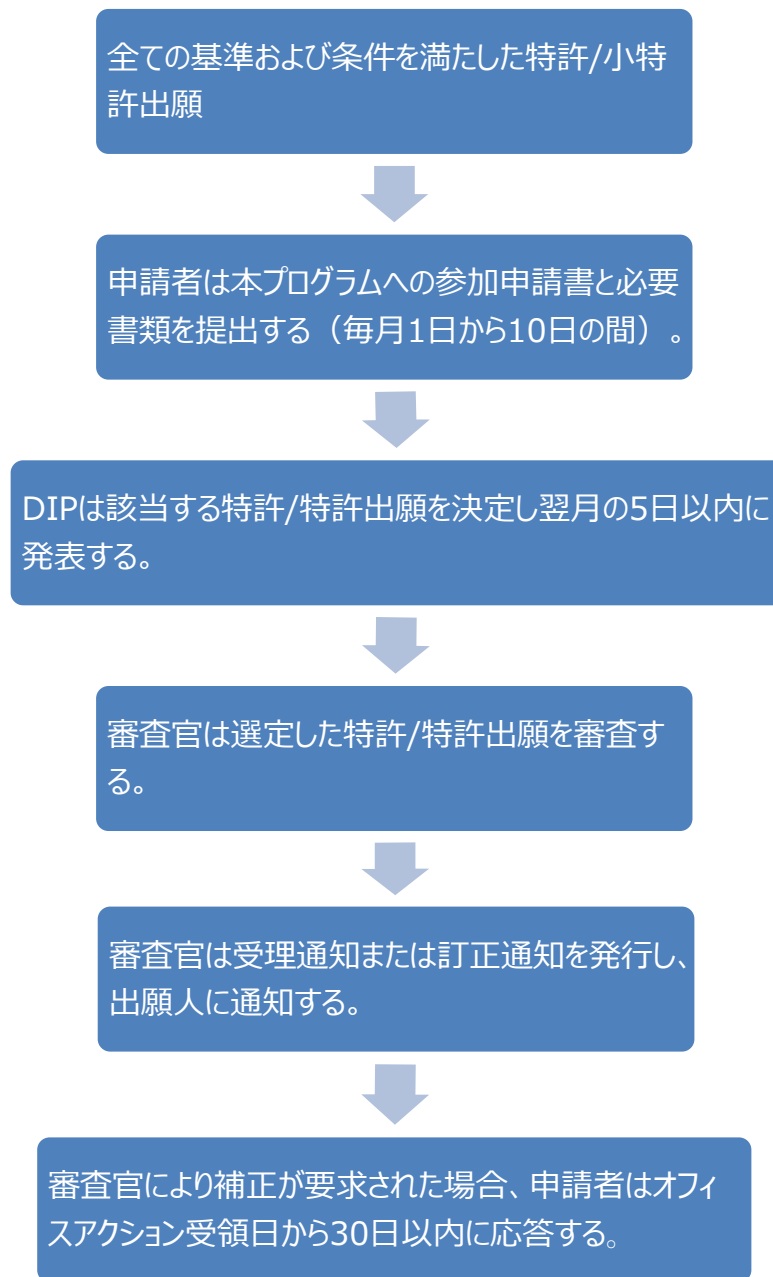 全ての基準および条件を満たした特許/小特
許出願
申請者は本プログラムへの参加申請書と必要
書類を提出する（毎月1日から10日の間）。
DIPは該当する特許/特許出願を決定し翌月の5日以内に
発表する。
審査官は選定した特許/特許出願を審査す
る。
審査官は受理通知または訂正通知を発行し、
出願人に通知する。
審査官により補正が要求された場合、申請者はオフィ
スアクション受領日から30日以内に応答する。